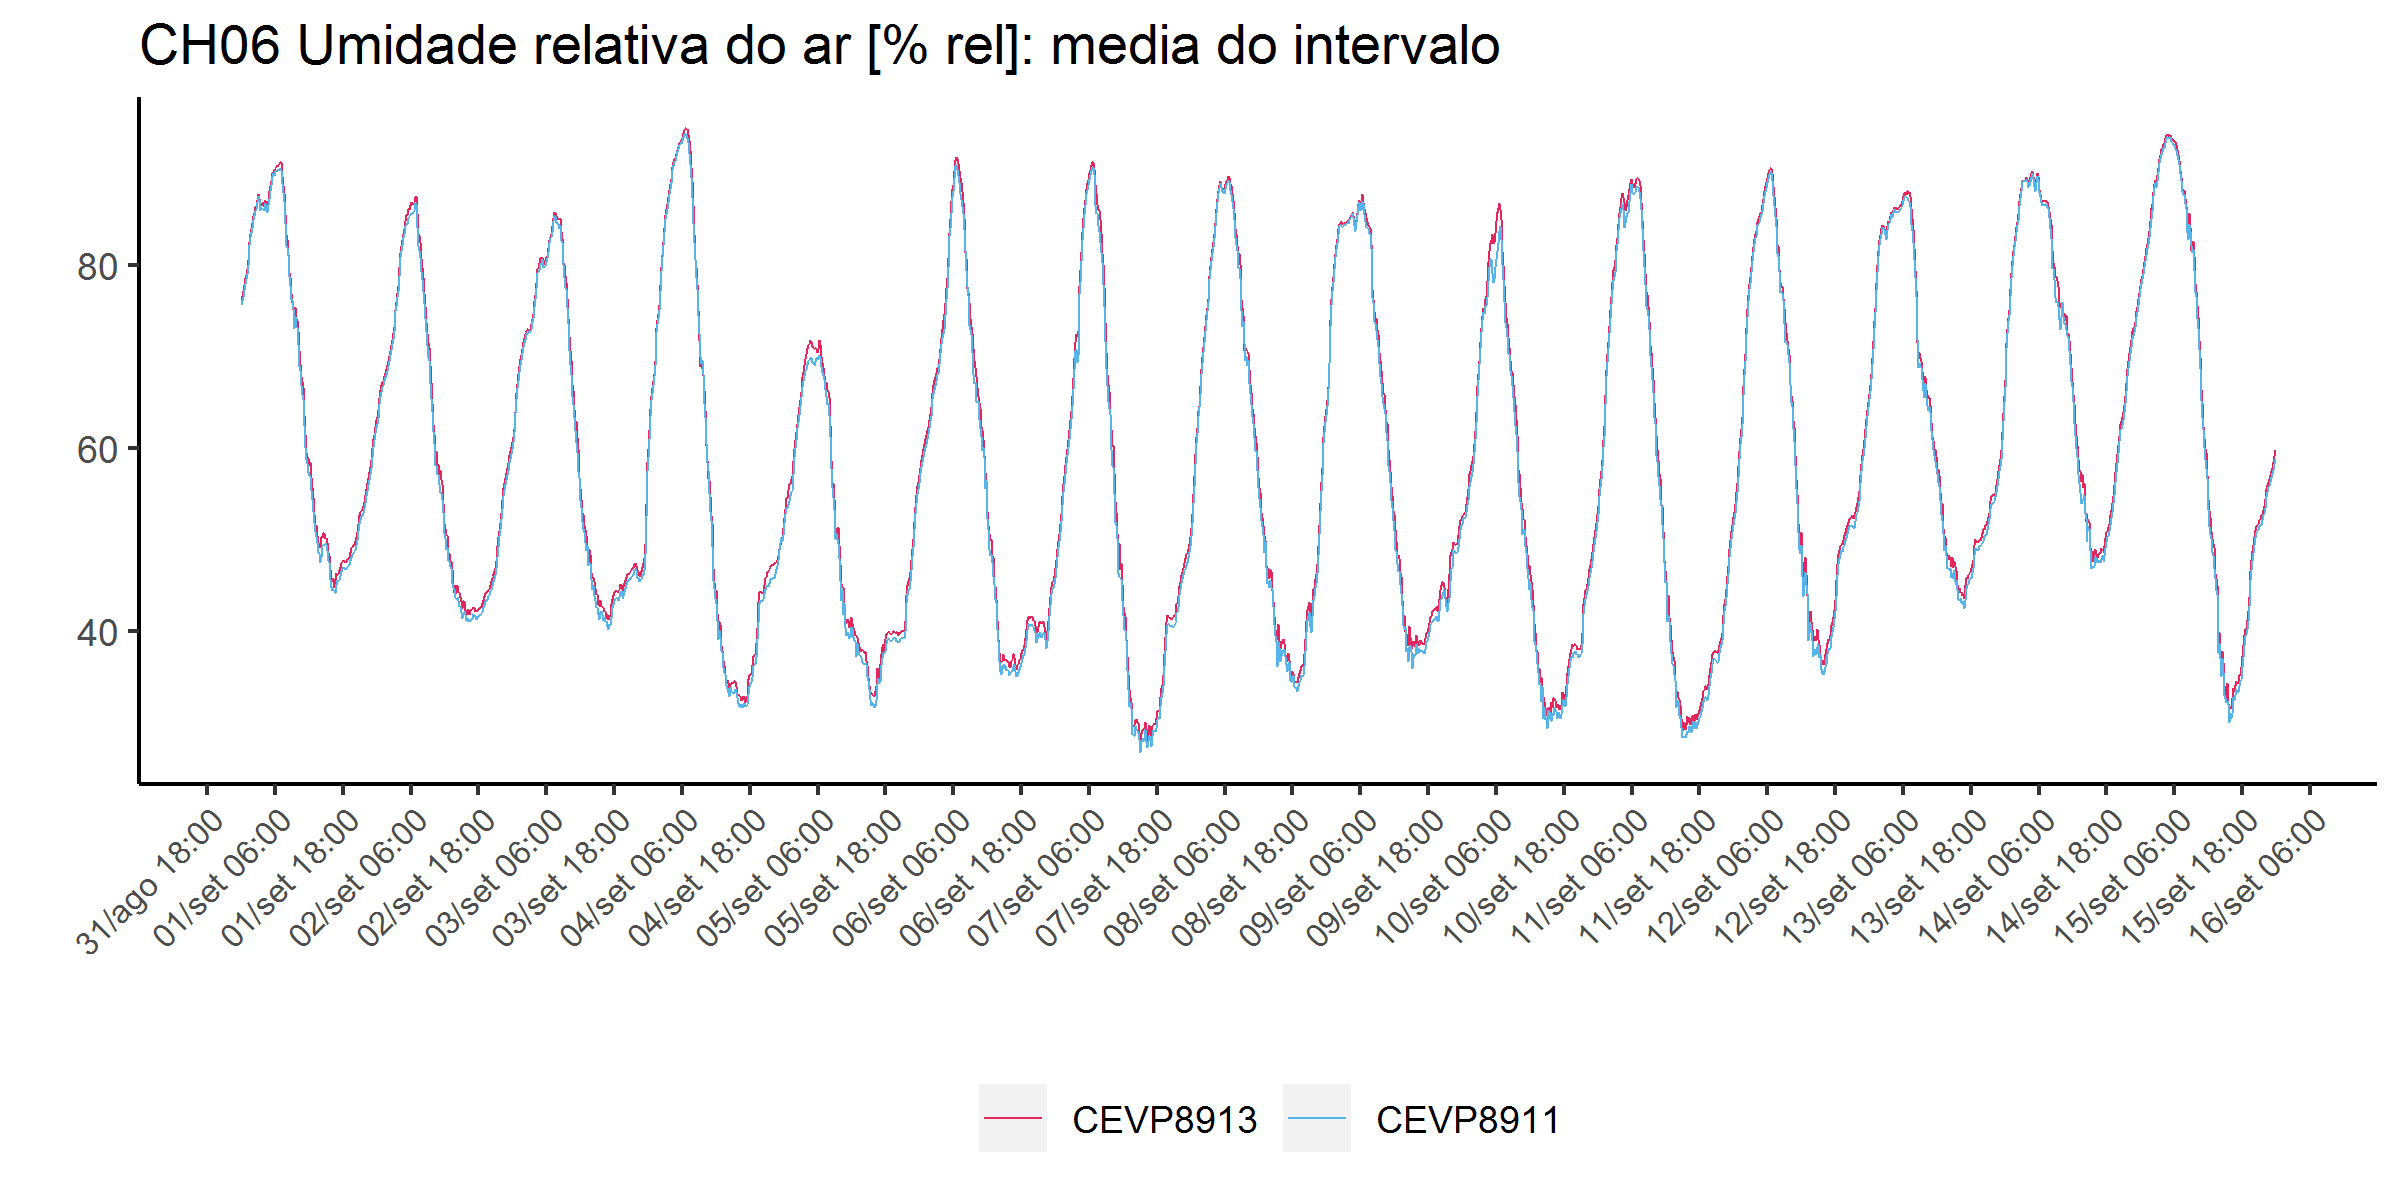 CH06 Umidade relativa do ar [% rel]: media do intervalo
80
60
40
31/ago 18:00
01/set 06:00
01/set 18:00
02/set 06:00
02/set 18:00
03/set 06:00
03/set 18:00
04/set 06:00
04/set 18:00
05/set 06:00
05/set 18:00
06/set 06:00
06/set 18:00
07/set 06:00
07/set 18:00
08/set 06:00
08/set 18:00
09/set 06:00
09/set 18:00
10/set 06:00
10/set 18:00
11/set 06:00
11/set 18:00
12/set 06:00
12/set 18:00
13/set 06:00
13/set 18:00
14/set 06:00
14/set 18:00
15/set 06:00
15/set 18:00
16/set 06:00
CEVP8913 CEVP8911